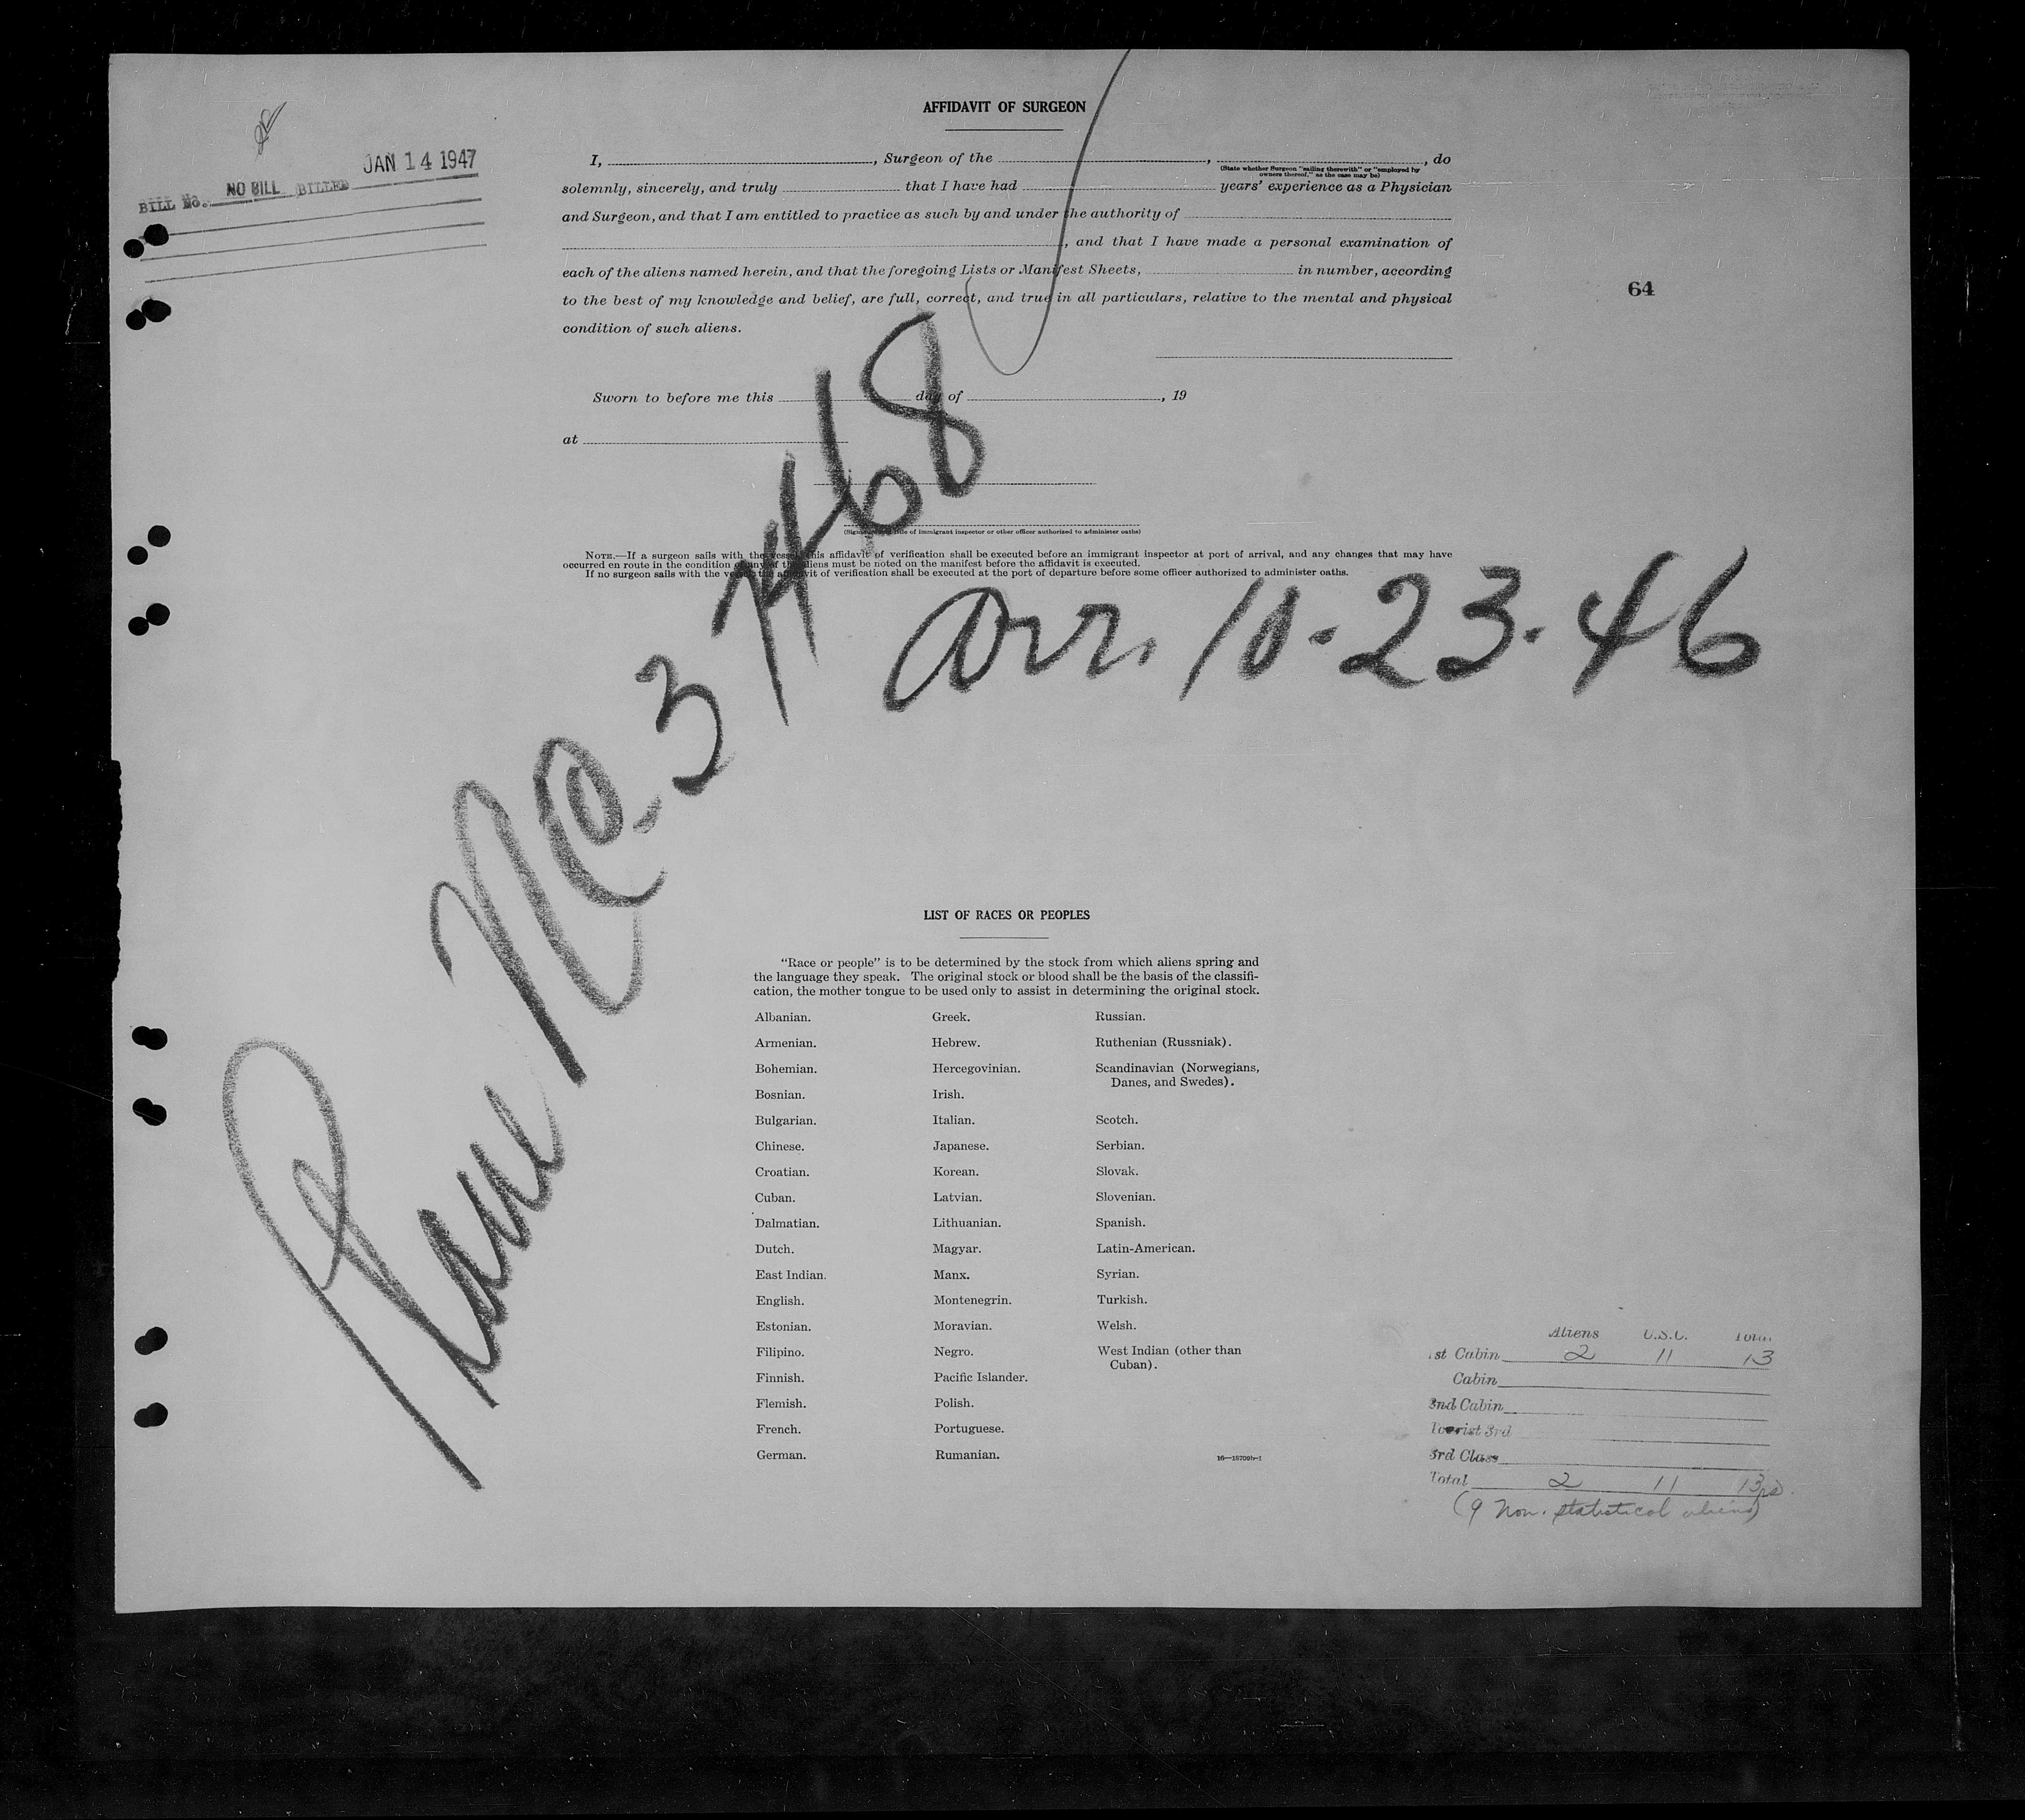 AFFIDAVIT OF SURGEON
JAN 14 1947
BILL No. NO BILL BILLED
I, , Surgeon of the , , do
(State whether Surgeon "sailing therewith" or "employed by
owners thereof," as the case may be)
solemnly, sincerely, and truly that I have had years' experience as a Physician
and Surgeon, and that I am entitled to practice as such by and under the authority of
, and that I have made a personal examination of
each of the aliens named herein, and that the foregoing Lists or Manifest Sheets, in number, according
to the best of my knowledge and belief, are full, correct, and true in all particulars, relative to the mental and physical
condition of such aliens.
64
Sworn to before me this day of , 19
at
of immigrant inspector or other officer authorized to administer oaths)
NOTE.—If a surgeon sails with the vessel, this affidavit of verification shall be executed before an immigrant inspector at port of arrival, and any changes that may have
occurred en route in the condition of any of the aliens must be noted on the manifest before the affidavit is executed.
If no surgeon sails with the vessel, the affidavit of verification shall be executed at the port of departure before some officer authorized to administer oaths.
Plane NC-37468
Arr. 10-23-46
LIST OF RACES OR PEOPLES
"Race or people" is to be determined by the stock from which aliens spring and
the language they speak. The original stock or blood shall be the basis of the classifi-
cation, the mother tongue to be used only to assist in determining the original stock.
Albanian.
Armenian.
Bohemian.
Bosnian.
Bulgarian.
Chinese.
Croatian.
Cuban.
Dalmatian.
Dutch.
East Indian.
English.
Estonian.
Filipino.
Finnish.
Flemish.
French.
German.
Greek.
Hebrew.
Hercegovinian.
Irish.
Italian.
Japanese.
Korean.
Latvian.
Lithuanian.
Magyar.
Manx.
Montenegrin.
Moravian.
Negro.
Pacific Islander.
Polish.
Portuguese.
Rumanian.
Russian.
Ruthenian (Russniak).
Scandinavian (Norwegians,
Danes, and Swedes).
Scotch.
Serbian.
Slovak.
Slovenian.
Spanish.
Latin-American.
Syrian.
Turkish.
Welsh.
West Indian (other than
Cuban).
16—15709b-1
Aliens U.S.C. Total
1st Cabin 2 11 13
Cabin
2nd Cabin
Tourist 3rd
3rd Class
Total 2 11 13
(9 Non. statistical aliens)